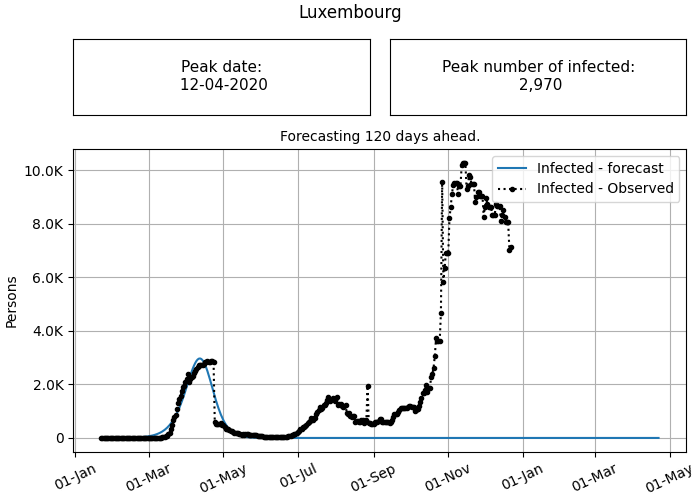 Luxembourg
Peak date:
12-04-2020
Peak number of infected:
2,970
Forecasting 120 days ahead.
Infected - forecast
Infected - Observed
Persons
10.0K
8.0K
6.0K
4.0K
2.0K
0
01-Jan
01-Mar
01-May
01-Jul
01-Sep
01-Nov
01-Jan
01-Mar
01-May